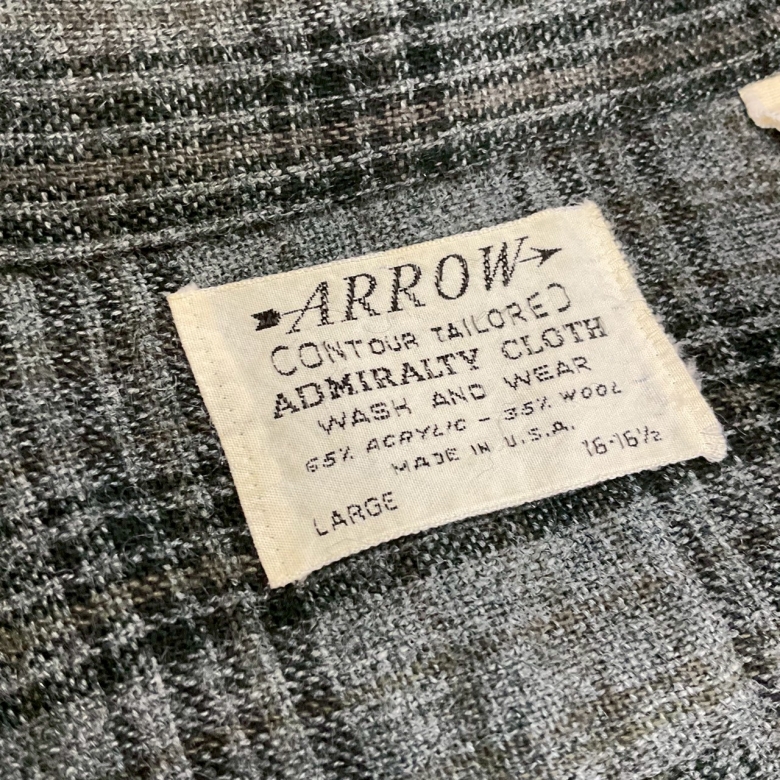 ARROW
CONTOUR TAILORED
ADMIRALTY CLOTH
WASH AND WEAR
65% ACRYLIC - 35% WOOL
MADE IN U.S.A.
LARGE 16-16½